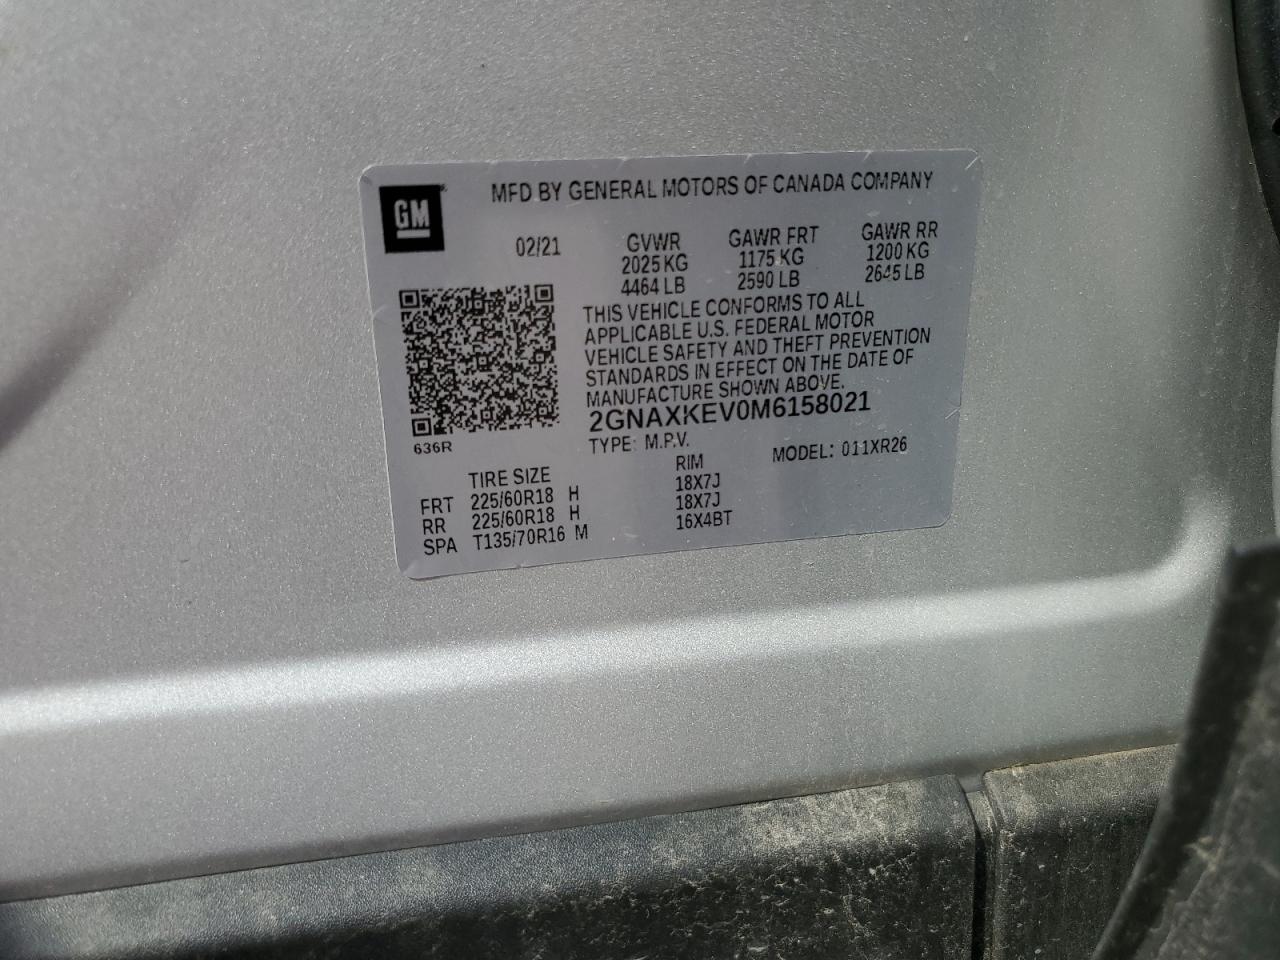 GM
MFD BY GENERAL MOTORS OF CANADA COMPANY
02/21
GVWR
2025 KG
4464 LB
GAWR FRT
1175 KG
2590 LB
GAWR RR
1200 KG
2645 LB
THIS VEHICLE CONFORMS TO ALL
APPLICABLE U.S. FEDERAL MOTOR
VEHICLE SAFETY AND THEFT PREVENTION
STANDARDS IN EFFECT ON THE DATE OF
MANUFACTURE SHOWN ABOVE.
2GNAXKEV0M6158021
636R
TYPE: M.P.V.
MODEL: 011XR26
TIRE SIZE RIM
FRT 225/60R18 H 18X7J
RR 225/60R18 H 18X7J
SPA T135/70R16 M 16X4BT